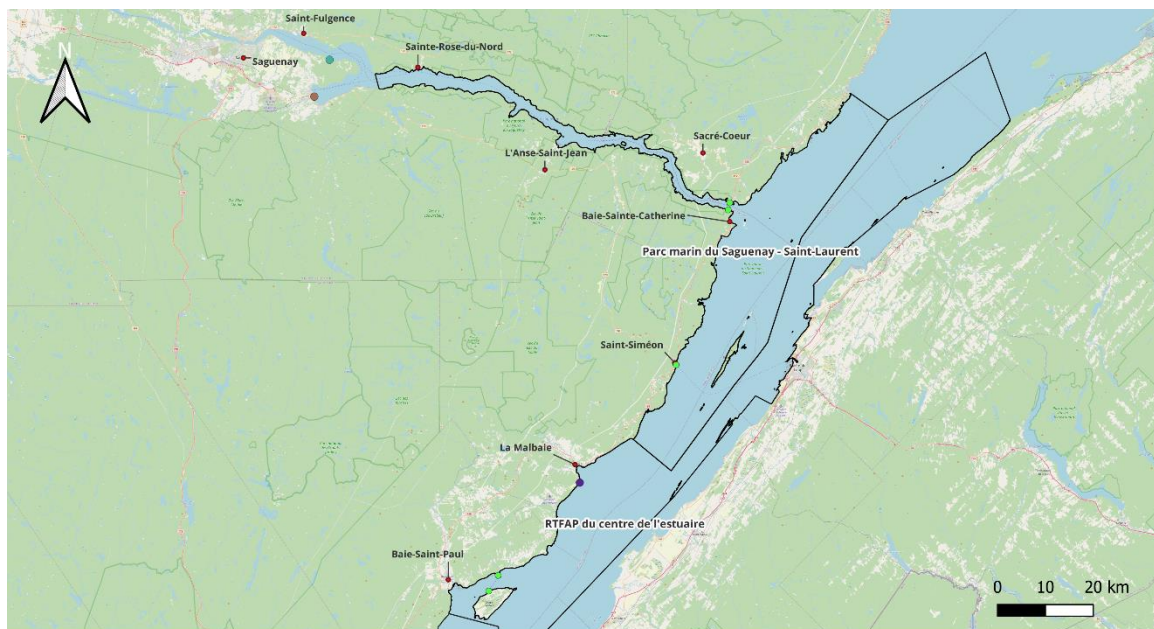 Saint-Fulgence
N
Saguenay
Sainte-Rose-du-Nord
Sacré-Coeur
L'Anse-Saint-Jean
Baie-Sainte-Catherine
Parc marin du Saguenay - Saint-Laurent
Saint-Siméon
La Malbaie
RTFAP du centre de l'estuaire
Baie-Saint-Paul
0 10 20 km